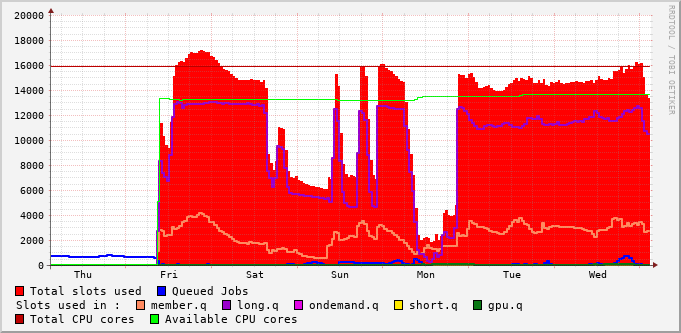 20000
18000
16000
14000
12000
10000
8000
6000
4000
2000
0
Thu Fri Sat Sun Mon Tue Wed
Total slots used Queued Jobs
Slots used in : member.q long.q ondemand.q short.q gpu.q
Total CPU cores Available CPU cores
RRDTOOL / TOBI OETIKER